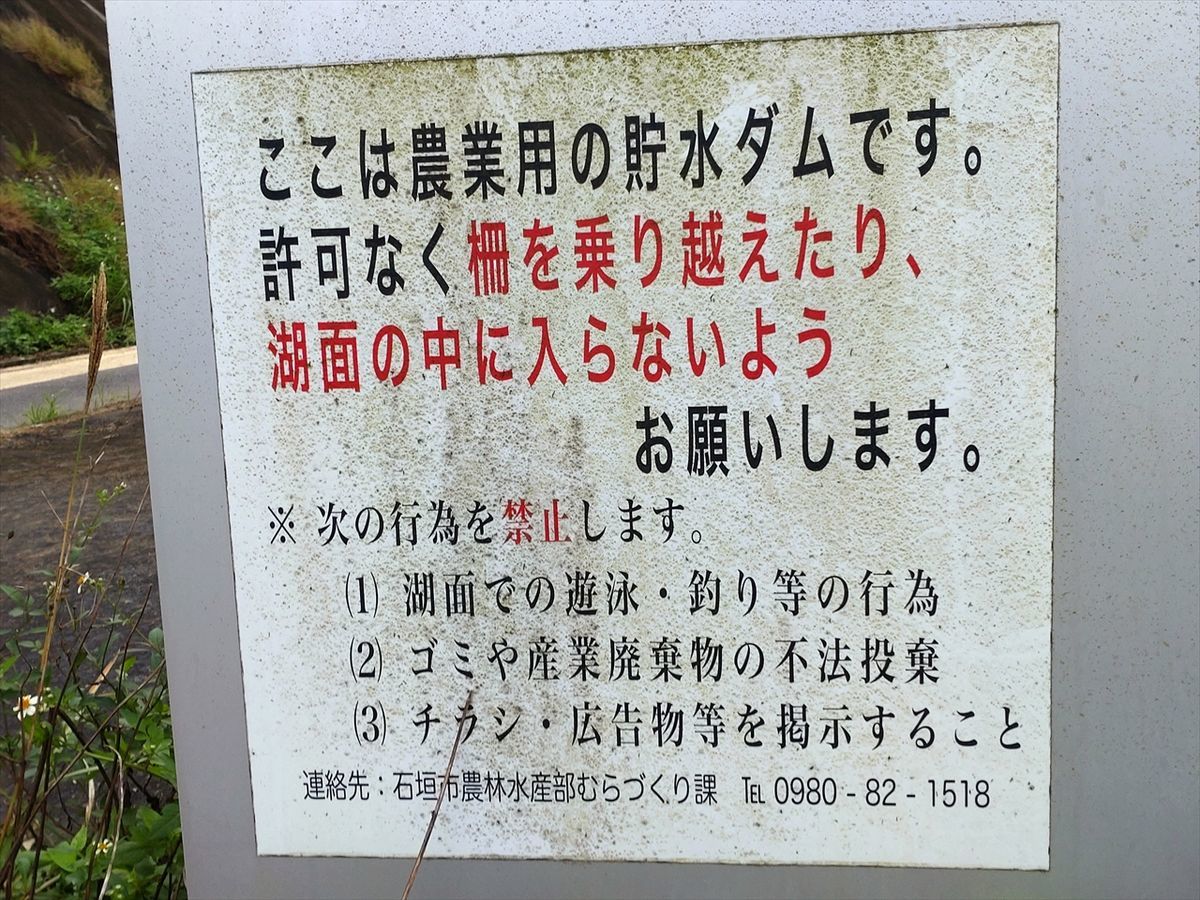 ここは農業用の貯水ダムです。
許可なく柵を乗り越えたり、
湖面の中に入らないよう
お願いします。
※ 次の行為を禁止します。
⑴ 湖面での遊泳・釣り等の行為
⑵ ゴミや産業廃棄物の不法投棄
⑶ チラシ・広告物等を掲示すること
連絡先：石垣市農林水産部むらづくり課 TEL 0980 - 82 - 1518